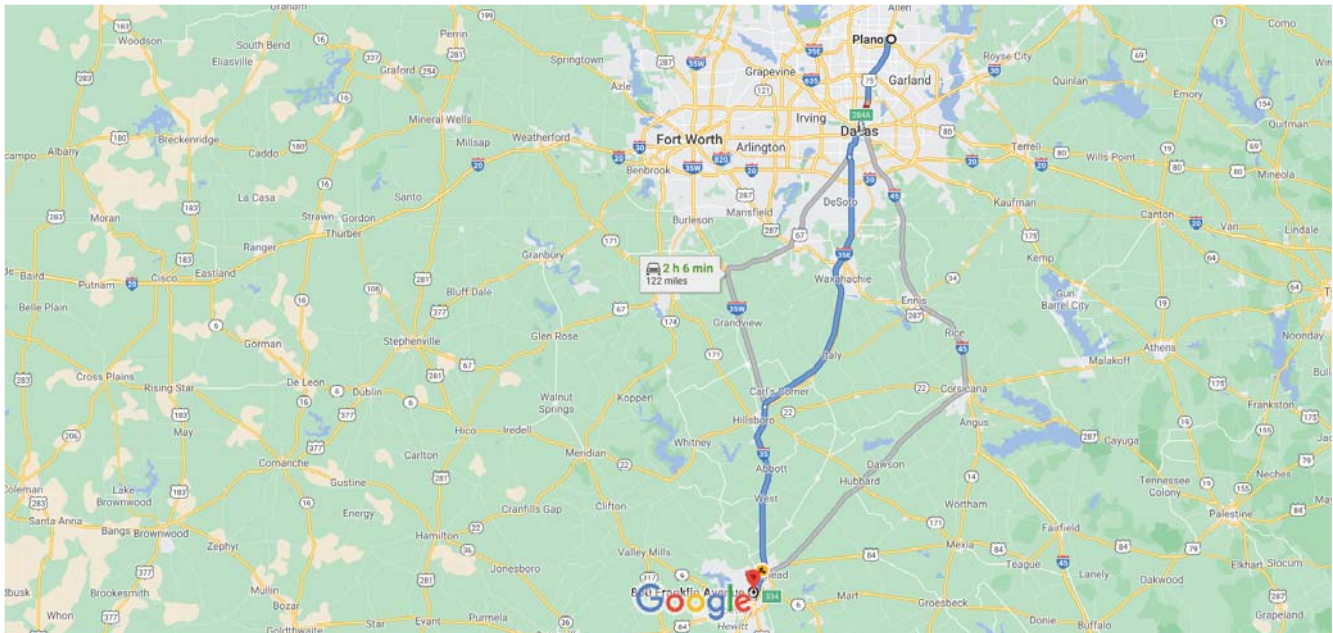 Graham
Allen
Woodson
South Bend
Perrin
Como
Eliasville
Springtown
Plano
Royse City
Graford
Grapevine
Garland
Quinlan
Azle
Emory
Breckenridge
Mineral Wells
Irving
Dallas
Quitman
Albany
Caddo
Millsap
Weatherford
Fort Worth
Arlington
Terrell
Wills Point
Mineola
Benbrook
La Casa
Santo
DeSoto
Kaufman
Moran
Strawn
Gordon
Mansfield
Canton
Van
Thurber
Burleson
Lindale
Ranger
Granbury
Kemp
2 h 6 min
122 miles
Baird
Putnam
Cisco
Eastland
Waxahachie
Gun
Barrel City
Belle Plain
Bluff Dale
Ennis
Grandview
Rice
Noonday
Gorman
Stephenville
Glen Rose
Athens
Italy
Malakoff
Cross Plains
Rising Star
De Leon
Dublin
Carl's Corner
Corsicana
Walnut
Springs
Kopperl
Frankston
May
Hillsboro
Angus
Hico
Iredell
Whitney
Cayuga
Comanche
Carlton
Meridian
Abbott
Dawson
Neches
Coleman
Lake
Brownwood
Gustine
Hubbard
Tennessee
Colony
Cranfills Gap
Clifton
West
Wortham
Energy
Palestine
Santa Anna
Bangs
Brownwood
Zephyr
Hamilton
Fairfield
Valley Mills
Mexia
Teague
Jonesboro
Lanely
Oakwood
Elkhart
Slocum
Brookesmith
Mullin
Franklin Avenue
Google
Mart
Groesbeck
Bozar
Grapeland
Whon
Goldthwaite
Star
Evant
Purmela
Hewitt
Donie
Buffalo